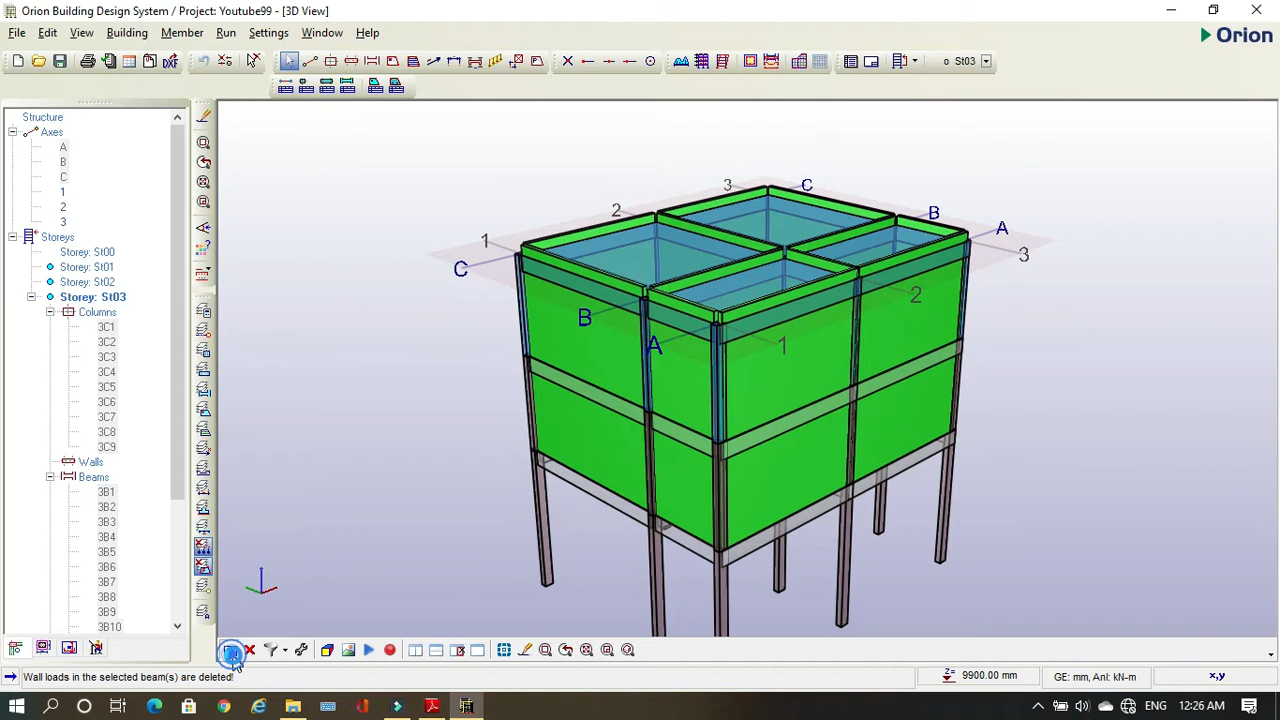 Orion Building Design System / Project: Youtube99 - [3D View]
File Edit View Building Member Run Settings Window Help
Orion
DXF
St03
Structure
Axes
A
B
C
1
2
3
Storeys
Storey: St00
Storey: St01
Storey: St02
Storey: St03
Columns
3C1
3C2
3C3
3C4
3C5
3C6
3C7
3C8
3C9
Walls
Beams
3B1
3B2
3B3
3B4
3B5
3B6
3B7
3B8
3B9
3B10
3 C
2 B
1 A
C 3
B 2
A 1
Wall loads in the selected beam(s) are deleted!
Z= 9900.00 mm
GE: mm, Anl: kN-m
x,y
12:26 AM